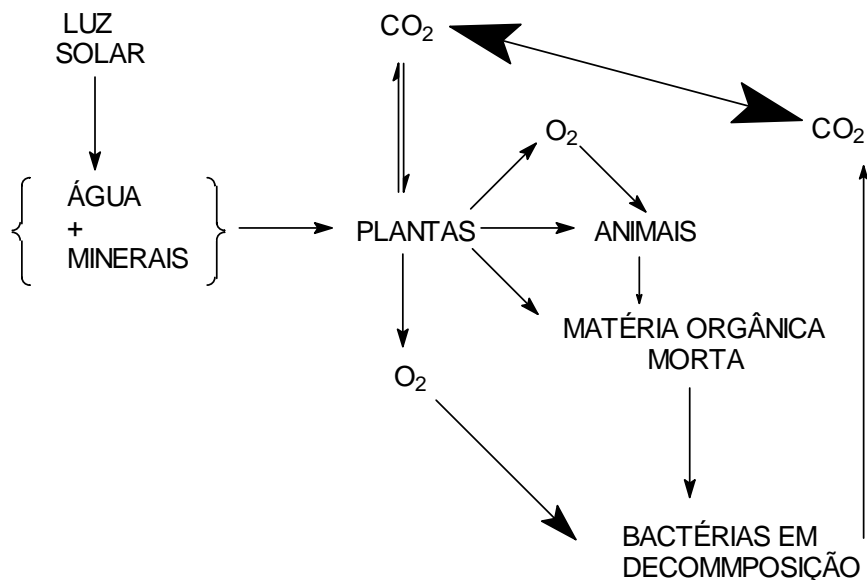 LUZ
SOLAR
CO2
CO2
O2
ÁGUA
+
MINERAIS
PLANTAS
ANIMAIS
MATÉRIA ORGÂNICA
MORTA
O2
BACTÉRIAS EM
DECOMMPOSIÇÃO